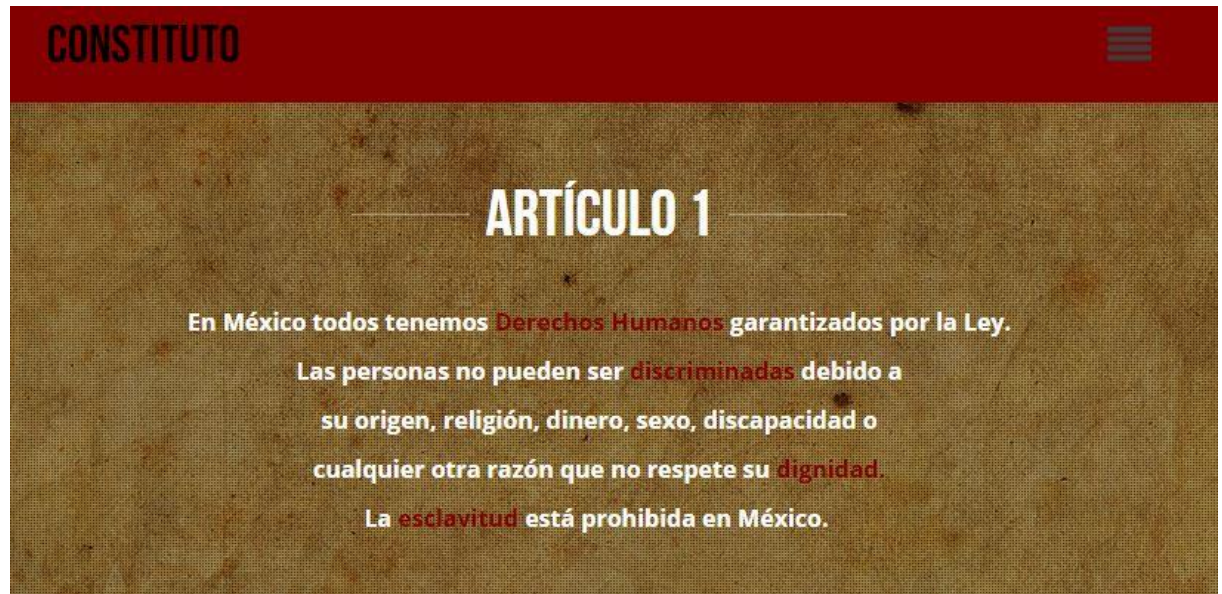 CONSTITUTO
ARTÍCULO 1
En México todos tenemos Derechos Humanos garantizados por la Ley.
Las personas no pueden ser discriminadas debido a
su origen, religión, dinero, sexo, discapacidad o
cualquier otra razón que no respete su dignidad.
La esclavitud está prohibida en México.